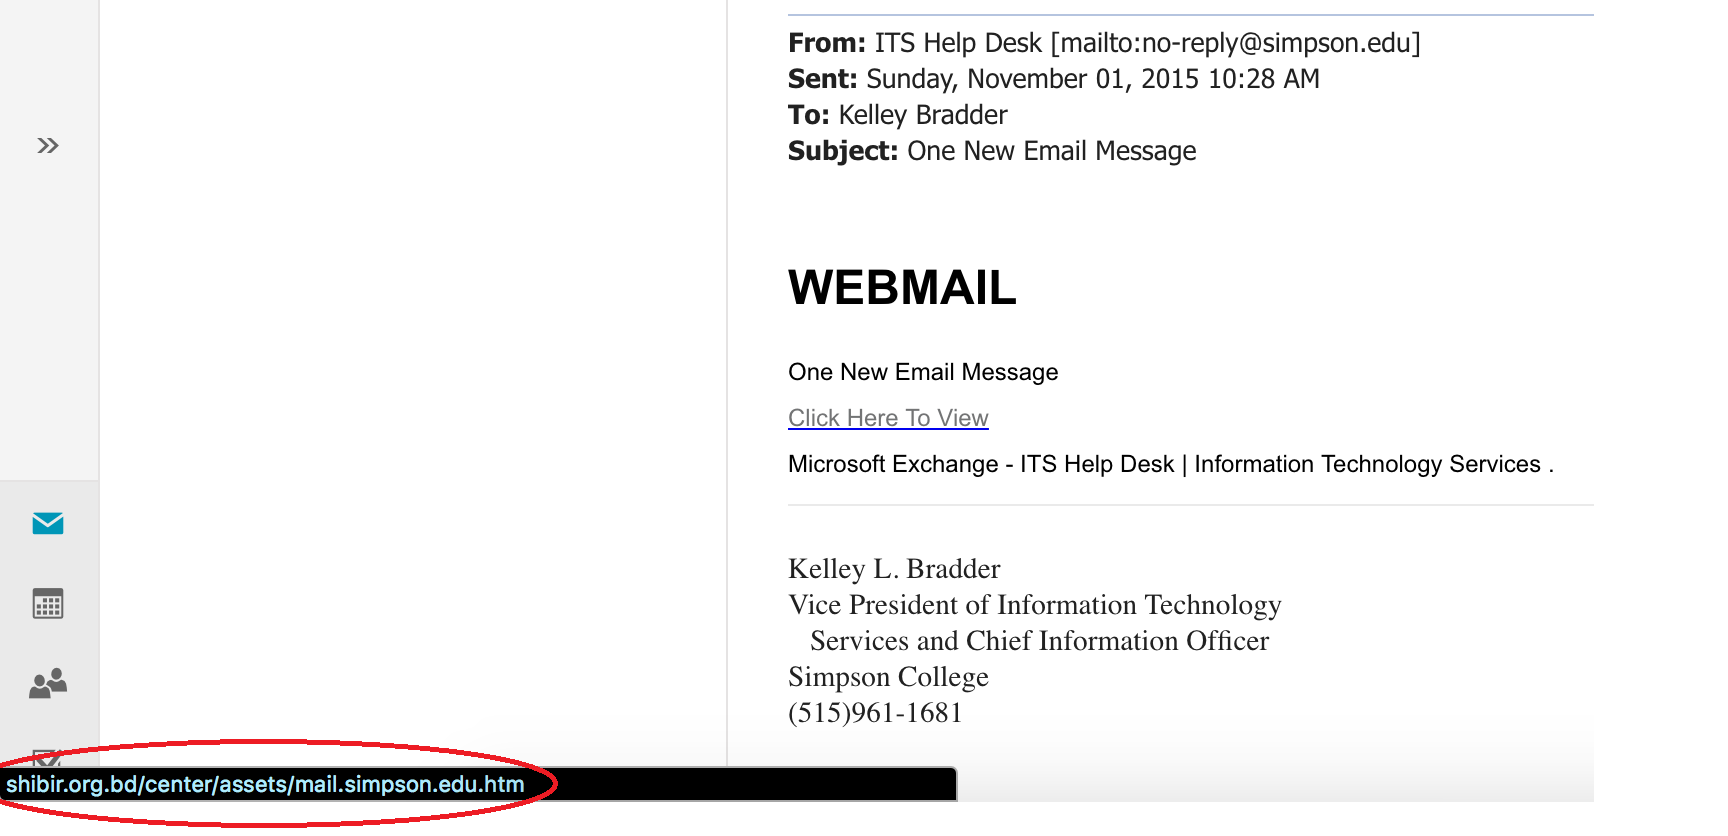 From: ITS Help Desk [mailto:no-reply@simpson.edu]
Sent: Sunday, November 01, 2015 10:28 AM
To: Kelley Bradder
Subject: One New Email Message
WEBMAIL
One New Email Message
Click Here To View
Microsoft Exchange - ITS Help Desk | Information Technology Services .
Kelley L. Bradder
Vice President of Information Technology
Services and Chief Information Officer
Simpson College
(515)961-1681
shibir.org.bd/center/assets/mail.simpson.edu.htm